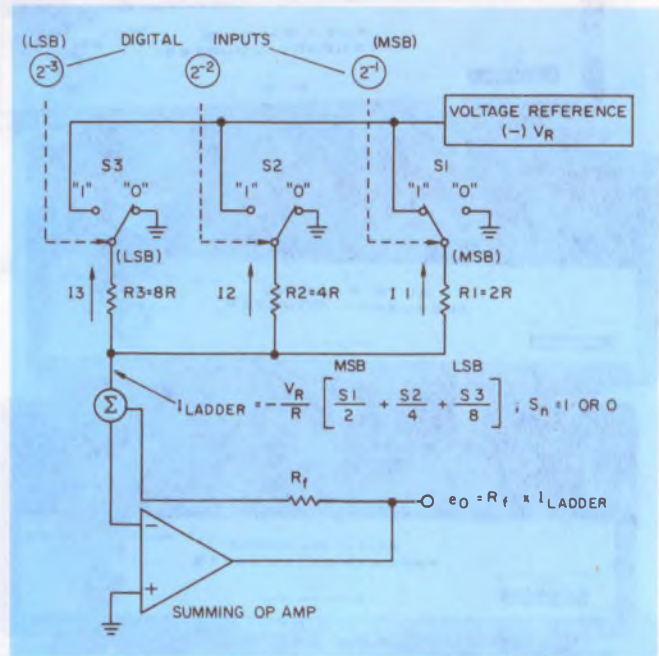 (LSB) DIGITAL INPUTS (MSB)
2⁻³ 2⁻² 2⁻¹
VOLTAGE REFERENCE
(-) V_R
S3 S2 S1
"1" "0" "1" "0" "1" "0"
(LSB) (MSB)
I3 R3=8R I2 R2=4R I1 R1=2R
MSB LSB
Σ I_LADDER = - V_R/R [ S1/2 + S2/4 + S3/8 ] ; S_n = 1 OR 0
R_f
e_O = R_f x I_LADDER
-
+
SUMMING OP AMP